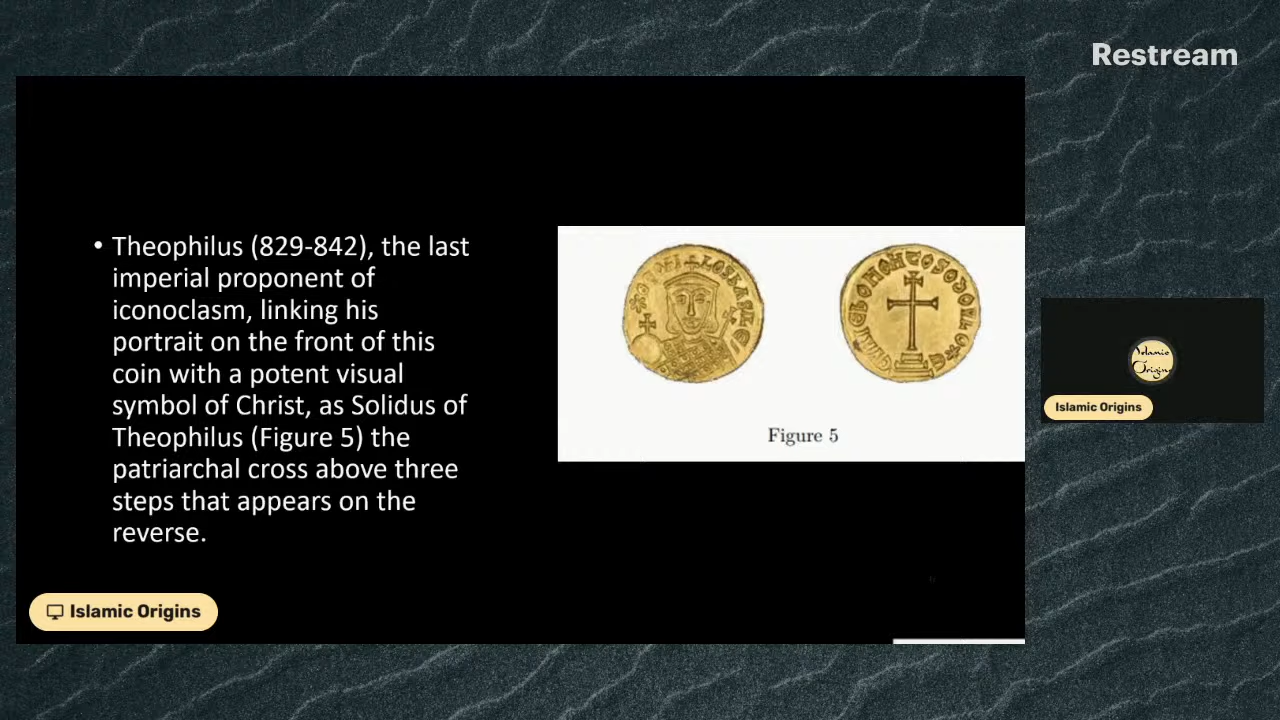 Restream
• Theophilus (829-842), the last
imperial proponent of
iconoclasm, linking his
portrait on the front of this
coin with a potent visual
symbol of Christ, as Solidus of
Theophilus (Figure 5) the
patriarchal cross above three
steps that appears on the
reverse.
Figure 5
Islamic Origins
Islamic
Origins
Islamic Origins